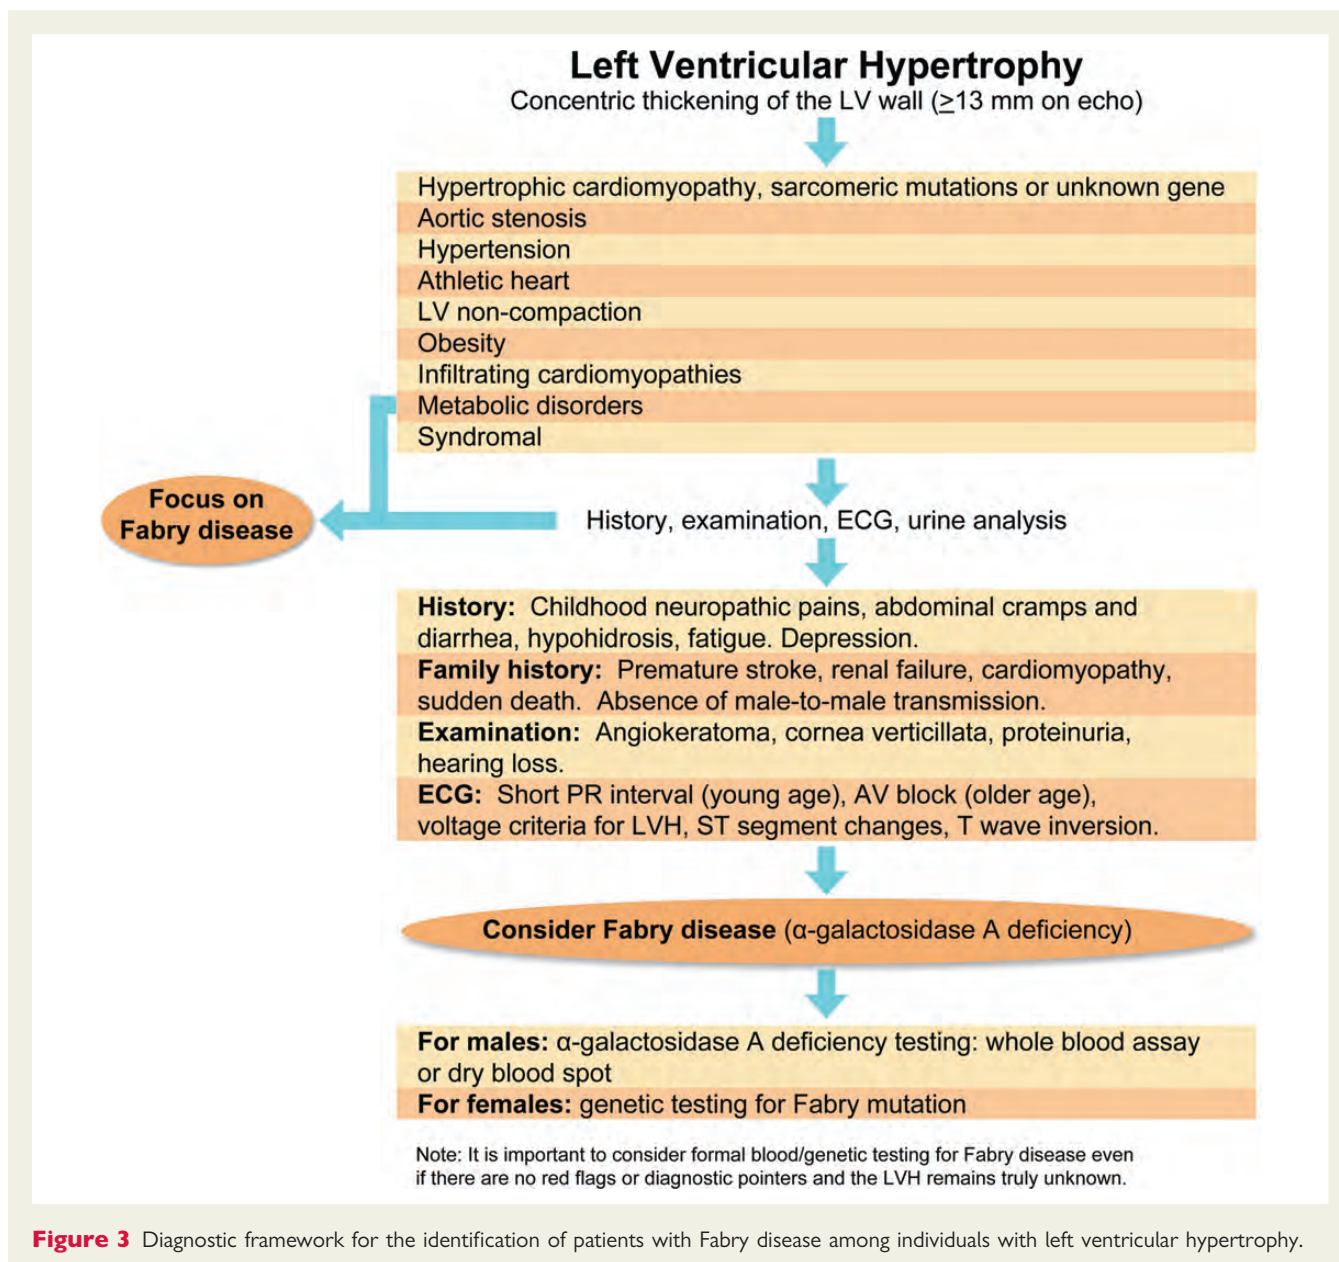 Left Ventricular Hypertrophy
Concentric thickening of the LV wall (≥13 mm on echo)
Hypertrophic cardiomyopathy, sarcomeric mutations or unknown gene
Aortic stenosis
Hypertension
Athletic heart
LV non-compaction
Obesity
Infiltrating cardiomyopathies
Metabolic disorders
Syndromal
Focus on
Fabry disease
History, examination, ECG, urine analysis
History: Childhood neuropathic pains, abdominal cramps and
diarrhea, hypohidrosis, fatigue. Depression.
Family history: Premature stroke, renal failure, cardiomyopathy,
sudden death. Absence of male-to-male transmission.
Examination: Angiokeratoma, cornea verticillata, proteinuria,
hearing loss.
ECG: Short PR interval (young age), AV block (older age),
voltage criteria for LVH, ST segment changes, T wave inversion.
Consider Fabry disease (α-galactosidase A deficiency)
For males: α-galactosidase A deficiency testing: whole blood assay
or dry blood spot
For females: genetic testing for Fabry mutation
Note: It is important to consider formal blood/genetic testing for Fabry disease even
if there are no red flags or diagnostic pointers and the LVH remains truly unknown.
Figure 3 Diagnostic framework for the identification of patients with Fabry disease among individuals with left ventricular hypertrophy.